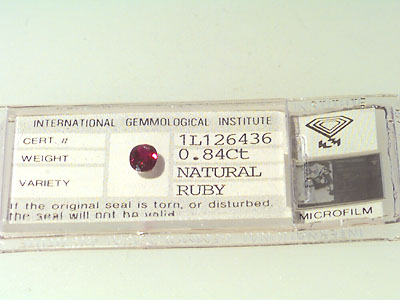 INTERNATIONAL GEMMOLOGICAL INSTITUTE
CERT. # 1L126436
WEIGHT 0.84Ct
VARIETY NATURAL RUBY
If the original seal is torn, or disturbed.
the seal will not be valid
MICROFILM